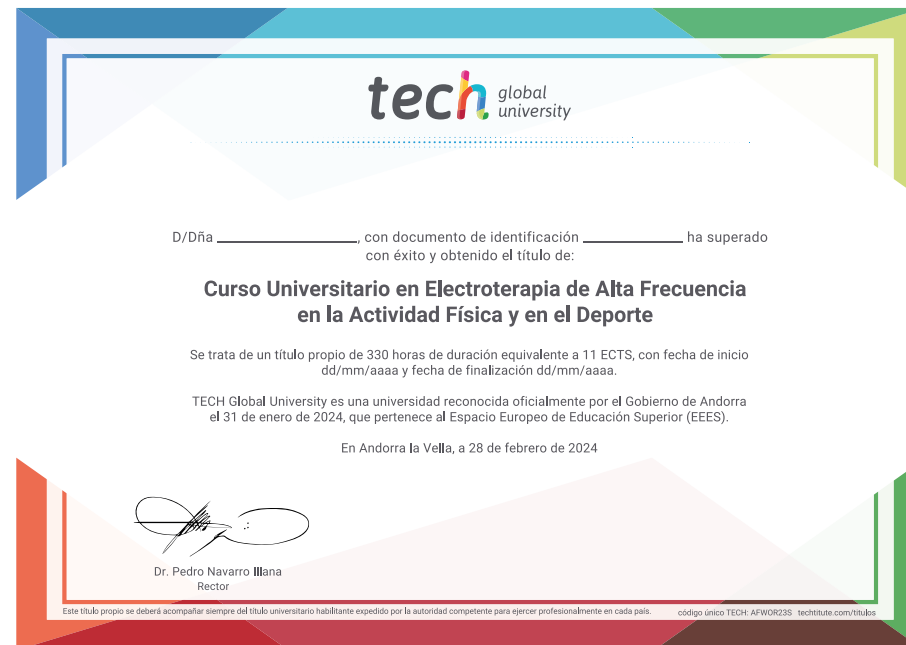 tech global university
D/Dña ____________, con documento de identificación _________ ha superado
con éxito y obtenido el título de:
Curso Universitario en Electroterapia de Alta Frecuencia
en la Actividad Física y en el Deporte
Se trata de un título propio de 330 horas de duración equivalente a 11 ECTS, con fecha de inicio
dd/mm/aaaa y fecha de finalización dd/mm/aaaa.
TECH Global University es una universidad reconocida oficialmente por el Gobierno de Andorra
el 31 de enero de 2024, que pertenece al Espacio Europeo de Educación Superior (EEES).
En Andorra la Vella, a 28 de febrero de 2024
Dr. Pedro Navarro Illana
Rector
Este título propio se deberá acompañar siempre del título universitario habilitante expedido por la autoridad competente para ejercer profesionalmente en cada país.
código único TECH: AFWOR23S techtitute.com/titulos